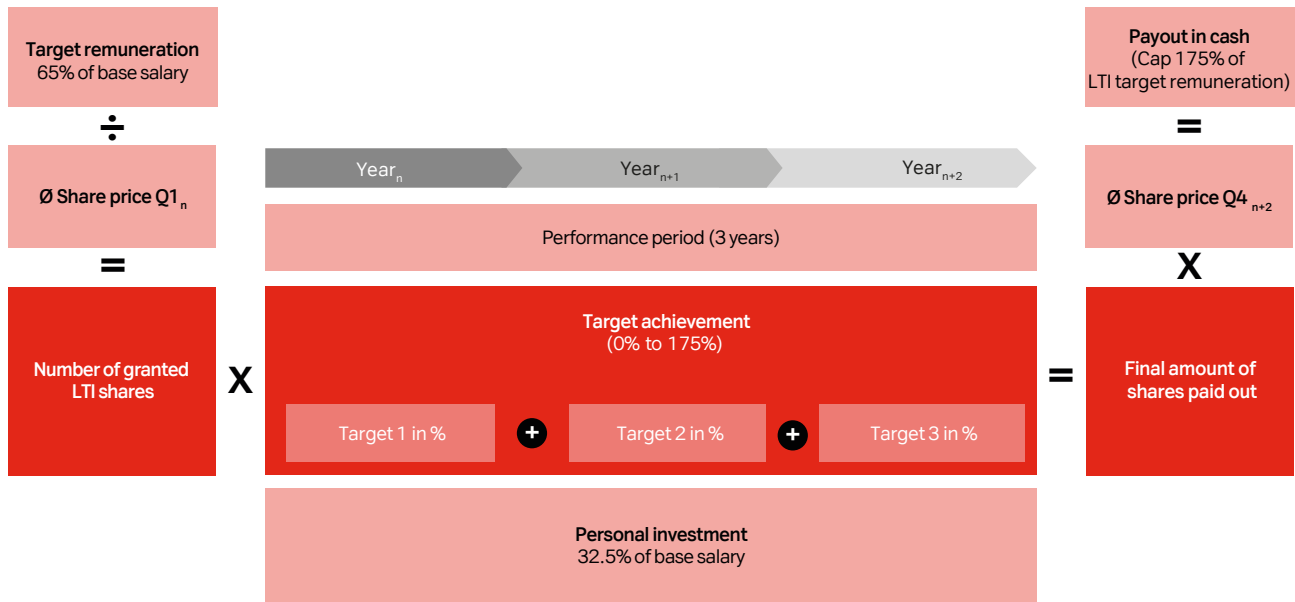 Target remuneration
65% of base salary
÷
Ø Share price Q1 n
=
Number of granted
LTI shares
X
Year n
Year n+1
Year n+2
Performance period (3 years)
Target achievement
(0% to 175%)
Target 1 in %
+
Target 2 in %
+
Target 3 in %
Personal investment
32.5% of base salary
=
Payout in cash
(Cap 175% of
LTI target remuneration)
=
Ø Share price Q4 n+2
X
Final amount of
shares paid out